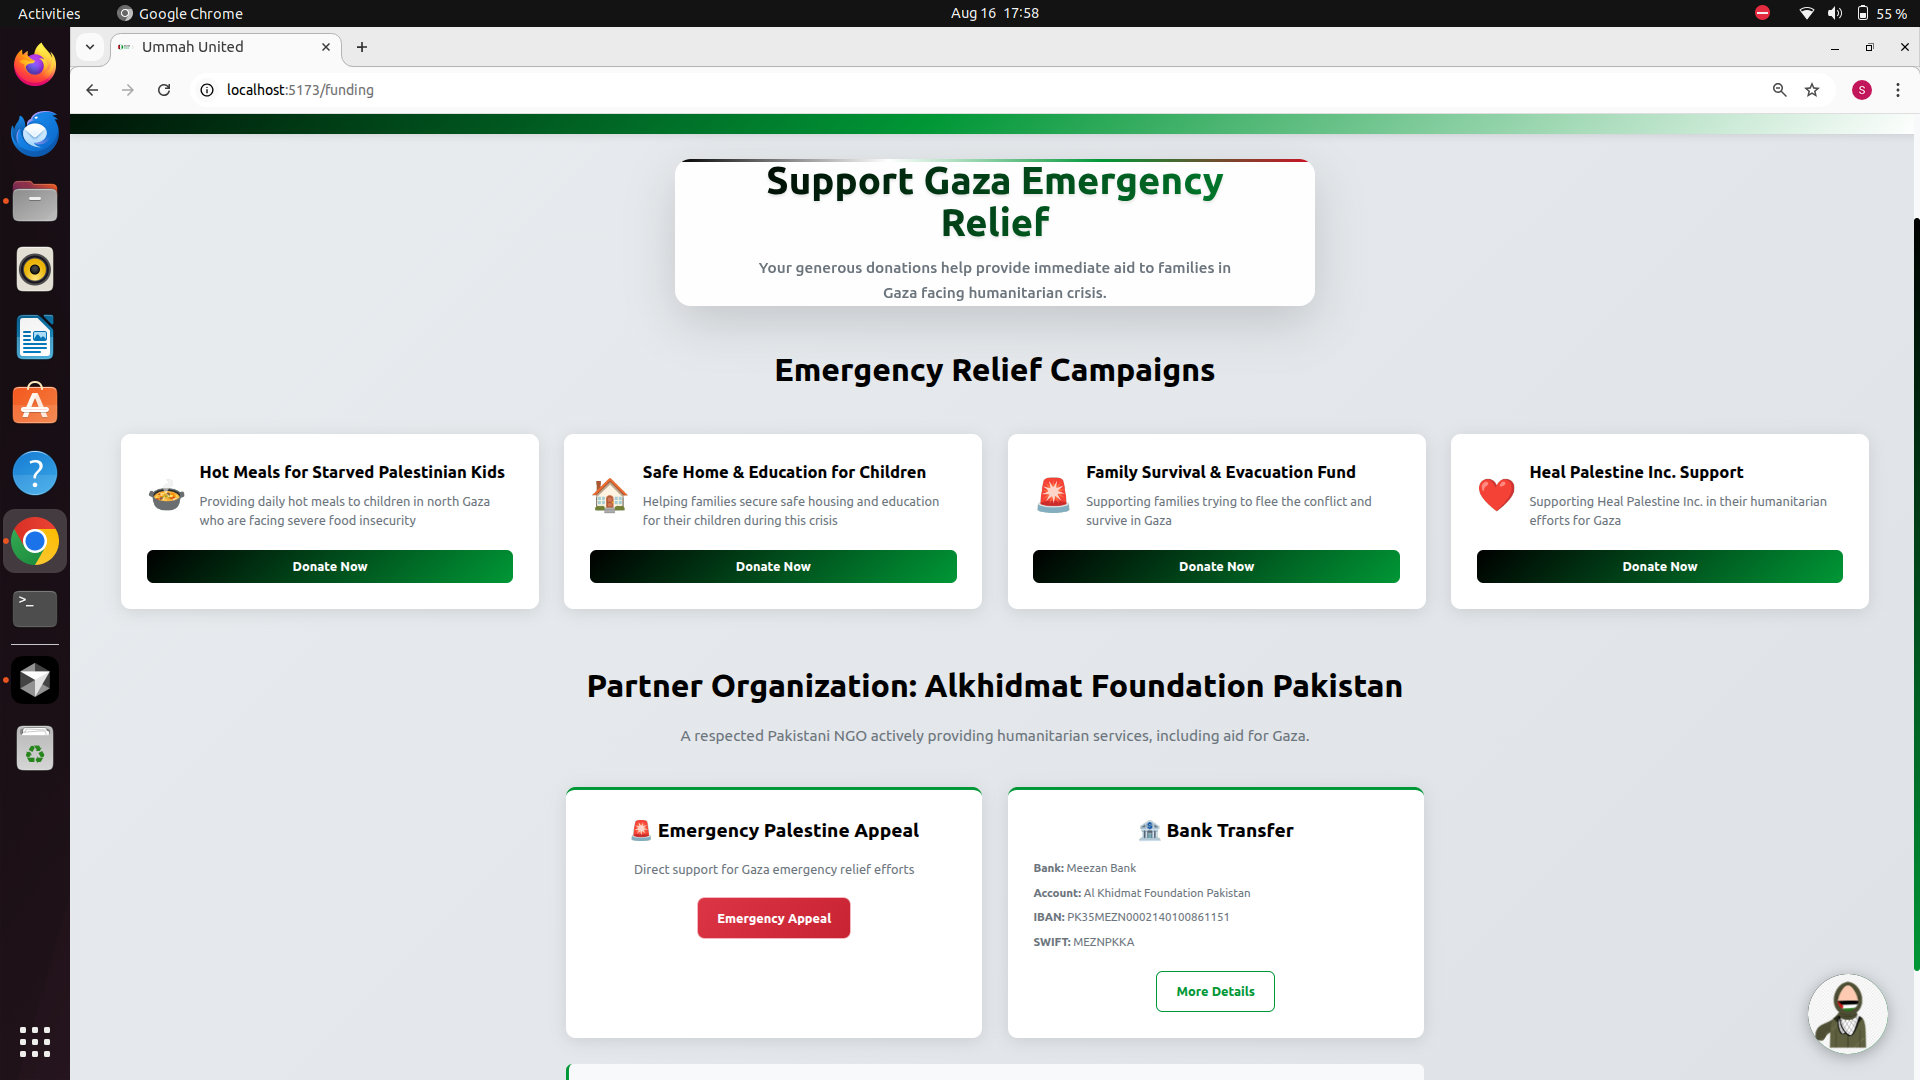 Activities
Google Chrome
Aug 16 17:58
55 %
Ummah United
localhost:5173/funding
S
Support Gaza Emergency
Relief
Your generous donations help provide immediate aid to families in
Gaza facing humanitarian crisis.
Emergency Relief Campaigns
Hot Meals for Starved Palestinian Kids
Providing daily hot meals to children in north Gaza
who are facing severe food insecurity
Donate Now
Safe Home & Education for Children
Helping families secure safe housing and education
for their children during this crisis
Donate Now
Family Survival & Evacuation Fund
Supporting families trying to flee the conflict and
survive in Gaza
Donate Now
Heal Palestine Inc. Support
Supporting Heal Palestine Inc. in their humanitarian
efforts for Gaza
Donate Now
Partner Organization: Alkhidmat Foundation Pakistan
A respected Pakistani NGO actively providing humanitarian services, including aid for Gaza.
Emergency Palestine Appeal
Direct support for Gaza emergency relief efforts
Emergency Appeal
Bank Transfer
Bank: Meezan Bank
Account: Al Khidmat Foundation Pakistan
IBAN: PK35MEZN0002140100861151
SWIFT: MEZNPKKA
More Details